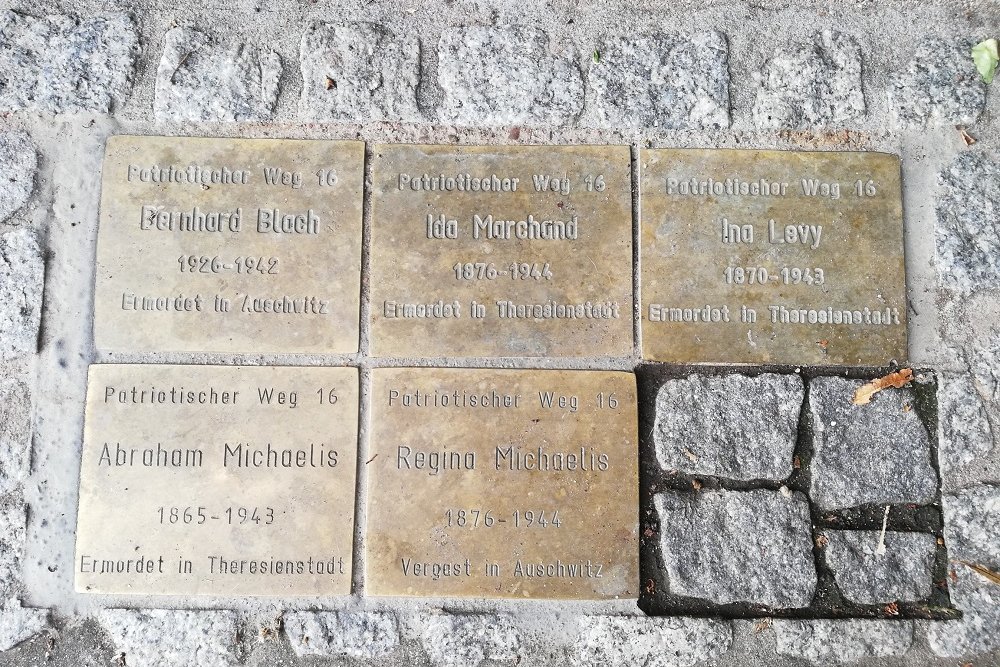 Patriotischer Weg 16
Bernhard Blach
1926-1942
Ermordet in Auschwitz
Patriotischer Weg 16
Ida Marchand
1876-1944
Ermordet in Theresienstadt
Patriotischer Weg 16
Ina Levy
1870-1943
Ermordet in Theresienstadt
Patriotischer Weg 16
Abraham Michaelis
1865-1943
Ermordet in Theresienstadt
Patriotischer Weg 16
Regina Michaelis
1876-1944
Vergast in Auschwitz